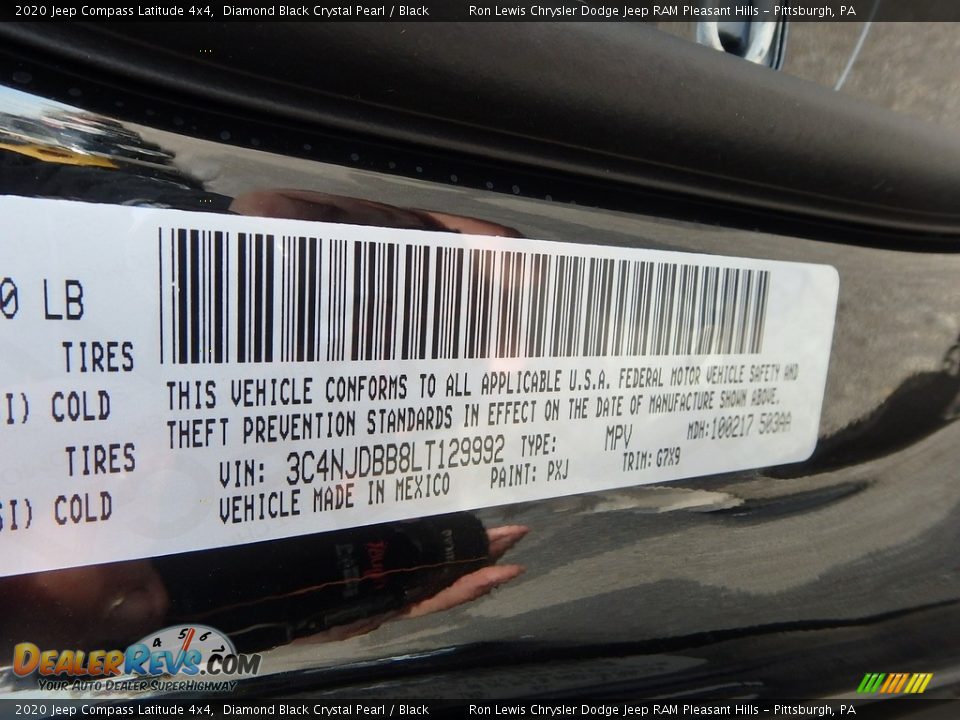 2020 Jeep Compass Latitude 4x4, Diamond Black Crystal Pearl / Black Ron Lewis Chrysler Dodge Jeep RAM Pleasant Hills - Pittsburgh, PA
0 LB
TIRES
I) COLD
TIRES
SI) COLD
THIS VEHICLE CONFORMS TO ALL APPLICABLE U.S.A. FEDERAL MOTOR VEHICLE SAFETY AND
THEFT PREVENTION STANDARDS IN EFFECT ON THE DATE OF MANUFACTURE SHOWN ABOVE.
VIN: 3C4NJDBB8LT129992 TYPE: MPV MDH:100217 503AA
VEHICLE MADE IN MEXICO PAINT: PXJ TRIM: G7X9
4 5 6
DealerRevs.com
Your Auto Dealer SuperHighway
2020 Jeep Compass Latitude 4x4, Diamond Black Crystal Pearl / Black Ron Lewis Chrysler Dodge Jeep RAM Pleasant Hills - Pittsburgh, PA